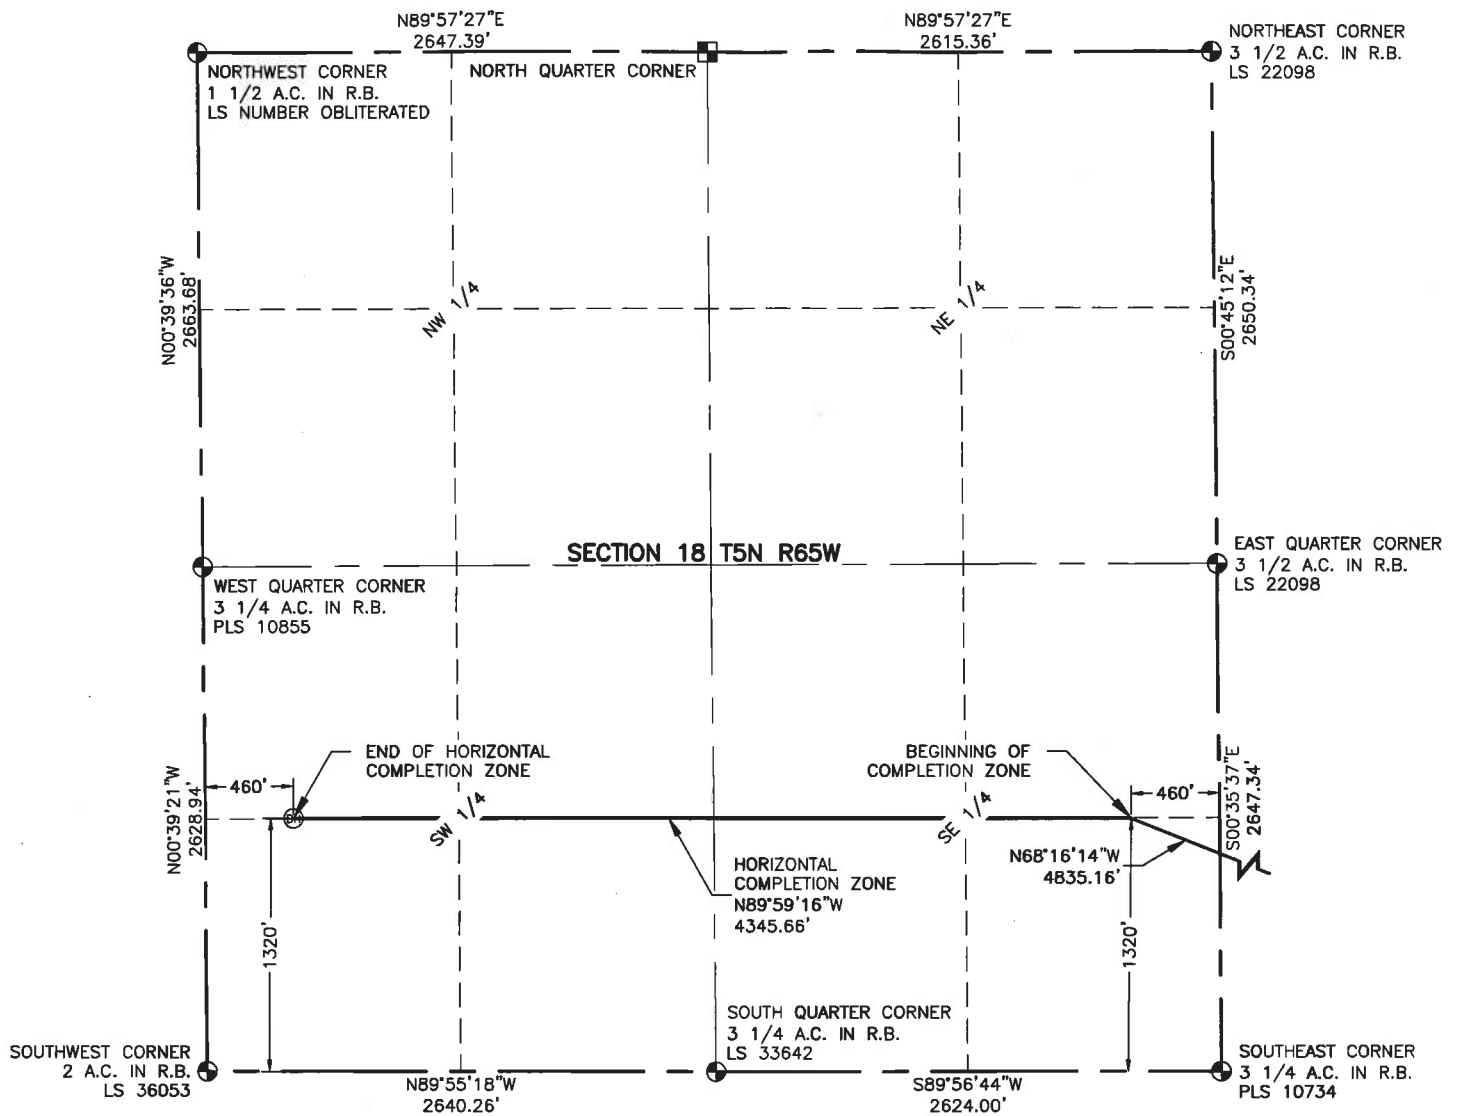 N89°57'27"E
2647.39'
N89°57'27"E
2615.36'
NORTHEAST CORNER
3 1/2 A.C. IN R.B.
LS 22098
NORTHWEST CORNER
1 1/2 A.C. IN R.B.
LS NUMBER OBLITERATED
NORTH QUARTER CORNER
N00°39'36"W
2663.68'
NW 1/4
NE 1/4
S00°45'12"E
2650.34'
SECTION 18 T5N R65W
EAST QUARTER CORNER
3 1/2 A.C. IN R.B.
LS 22098
WEST QUARTER CORNER
3 1/4 A.C. IN R.B.
PLS 10855
END OF HORIZONTAL
COMPLETION ZONE
BEGINNING OF
COMPLETION ZONE
N00°39'21"W
2628.94'
460'
BH
SW 1/4
SE 1/4
460'
S00°35'37"E
2647.34'
HORIZONTAL
COMPLETION ZONE
N89°59'16"W
4345.66'
N68°16'14"W
4835.16'
1320'
1320'
SOUTH QUARTER CORNER
3 1/4 A.C. IN R.B.
LS 33642
SOUTHWEST CORNER
2 A.C. IN R.B.
LS 36053
N89°55'18"W
2640.26'
S89°56'44"W
2624.00'
SOUTHEAST CORNER
3 1/4 A.C. IN R.B.
PLS 10734